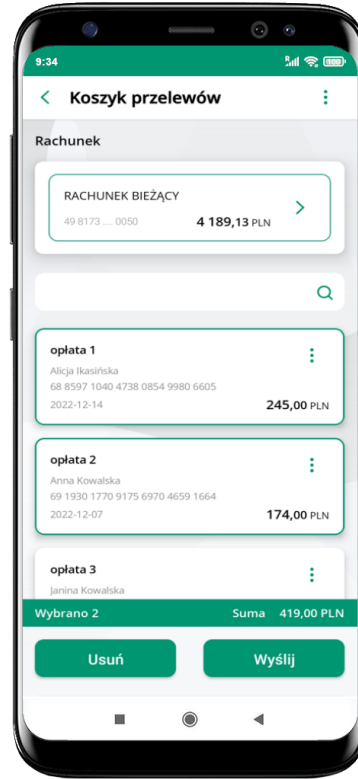 9:34
Koszyk przelewów
Rachunek
RACHUNEK BIEŻĄCY
49 8173 .... 0050 4 189,13 PLN
opłata 1
Alicja Ikasińska
68 8597 1040 4738 0854 9980 6605
2022-12-14 245,00 PLN
opłata 2
Anna Kowalska
69 1930 1770 9175 6970 4659 1664
2022-12-07 174,00 PLN
opłata 3
Janina Kowalska
Wybrano 2 Suma 419,00 PLN
Usuń Wyślij